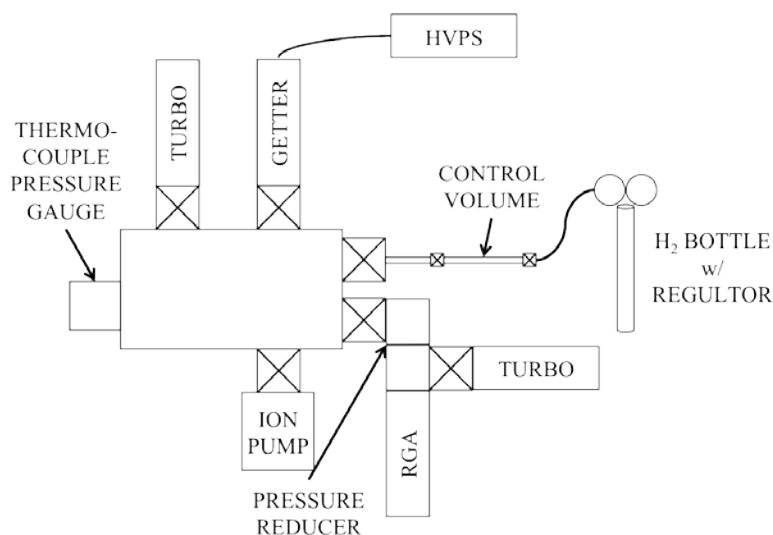 HVPS
TURBO
GETTER
THERMO-
COUPLE
PRESSURE
GAUGE
CONTROL
VOLUME
H₂ BOTTLE
w/
REGULTOR
TURBO
ION
PUMP
RGA
PRESSURE
REDUCER